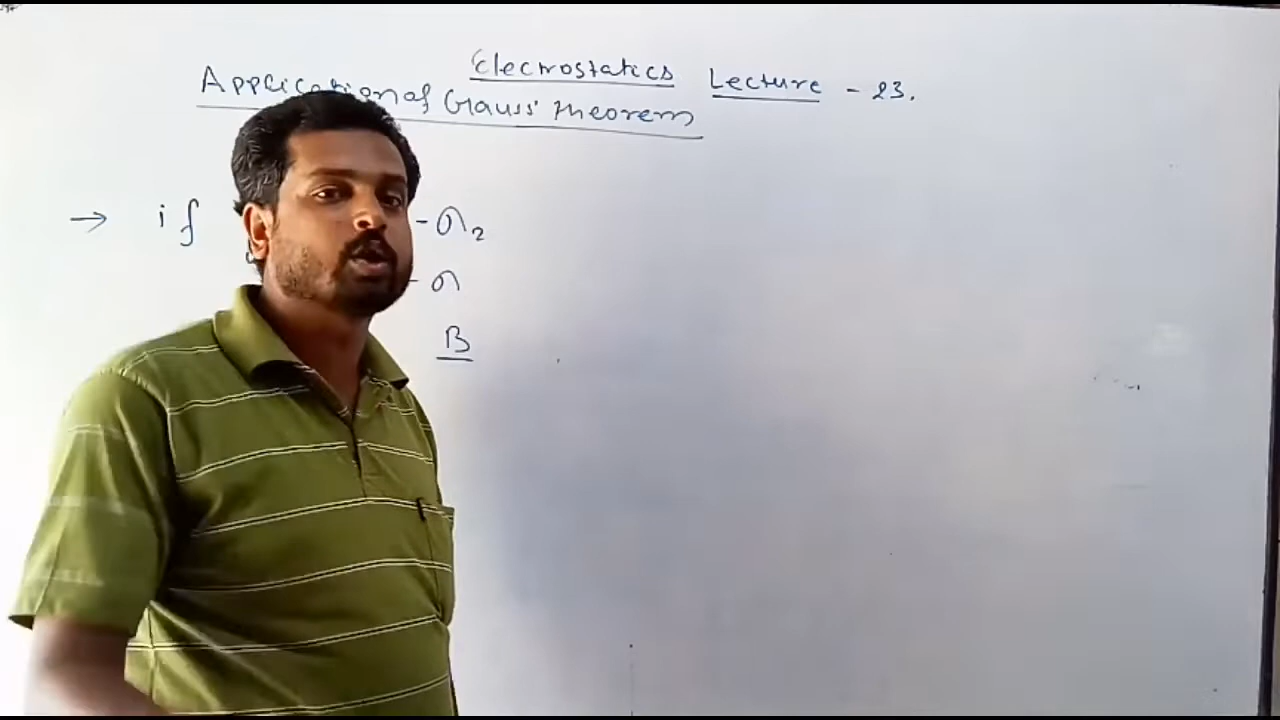 Electrostatics Lecture - 23.
Application of Gauss' Theorem
→ if -σ₂
-σ
B